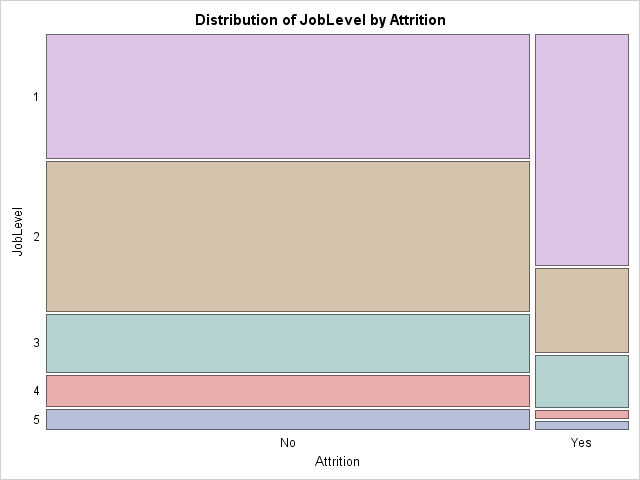 Distribution of JobLevel by Attrition
JobLevel
1
2
3
4
5
No
Yes
Attrition